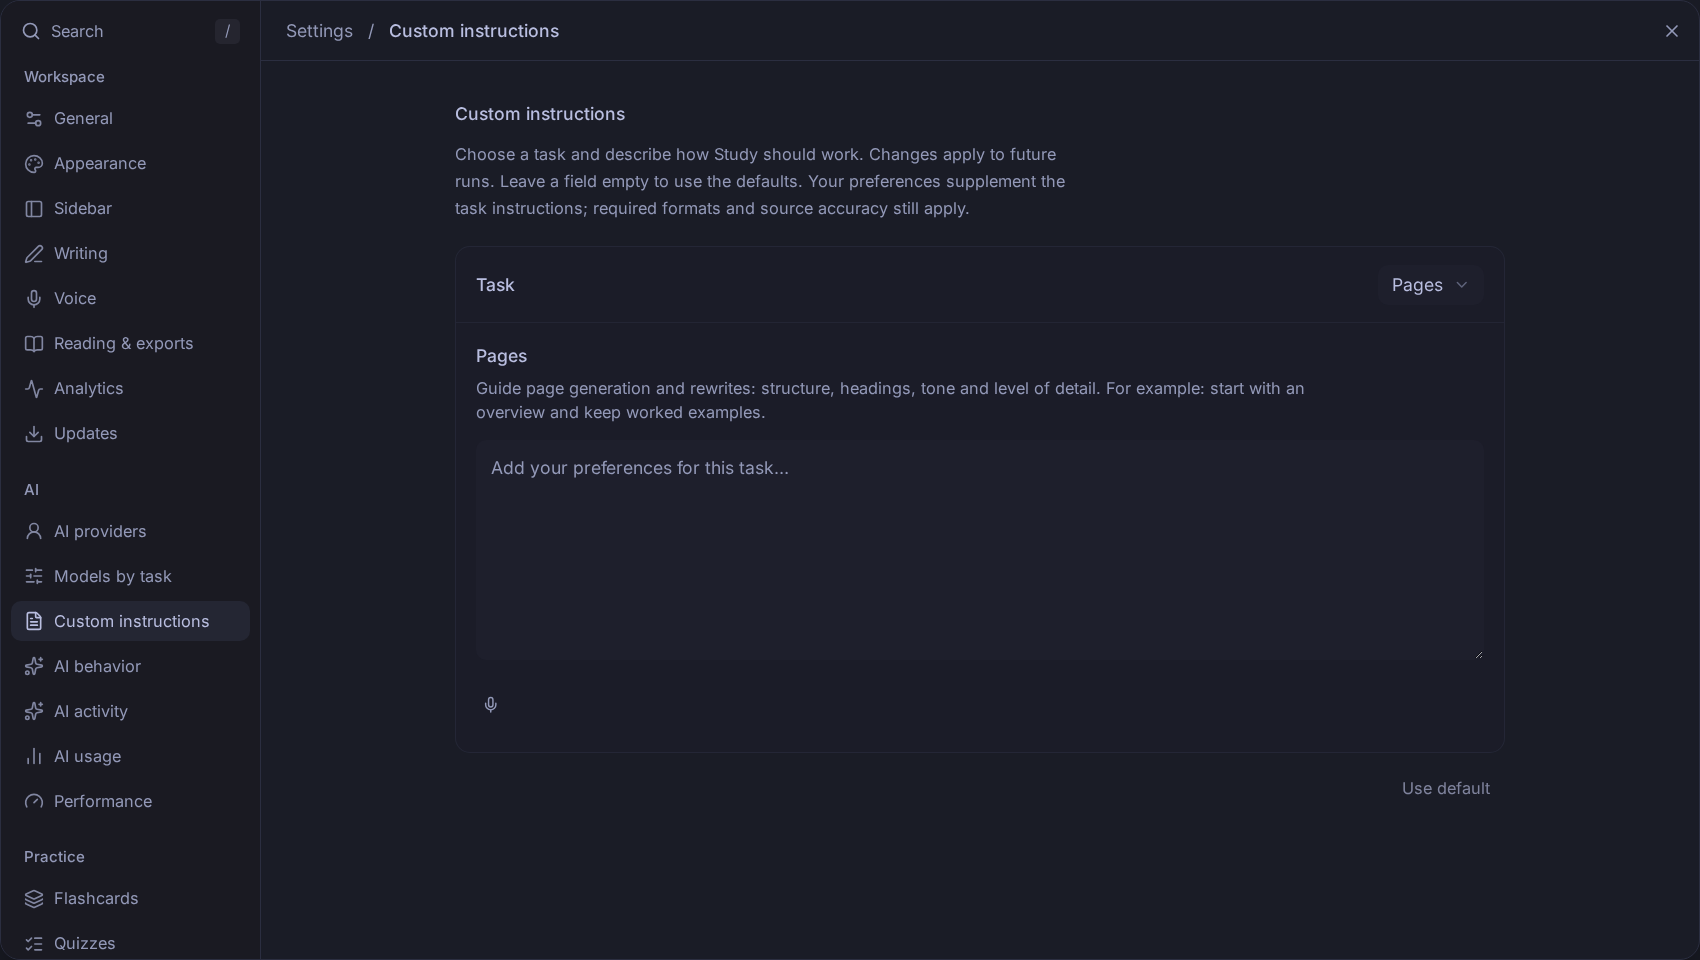 Search
/
Workspace
General
Appearance
Sidebar
Writing
Voice
Reading & exports
Analytics
Updates
AI
AI providers
Models by task
Custom instructions
AI behavior
AI activity
AI usage
Performance
Practice
Flashcards
Quizzes
Settings / Custom instructions
Custom instructions
Choose a task and describe how Study should work. Changes apply to future
runs. Leave a field empty to use the defaults. Your preferences supplement the
task instructions; required formats and source accuracy still apply.
Task
Pages
Pages
Guide page generation and rewrites: structure, headings, tone and level of detail. For example: start with an
overview and keep worked examples.
Add your preferences for this task...
Use default